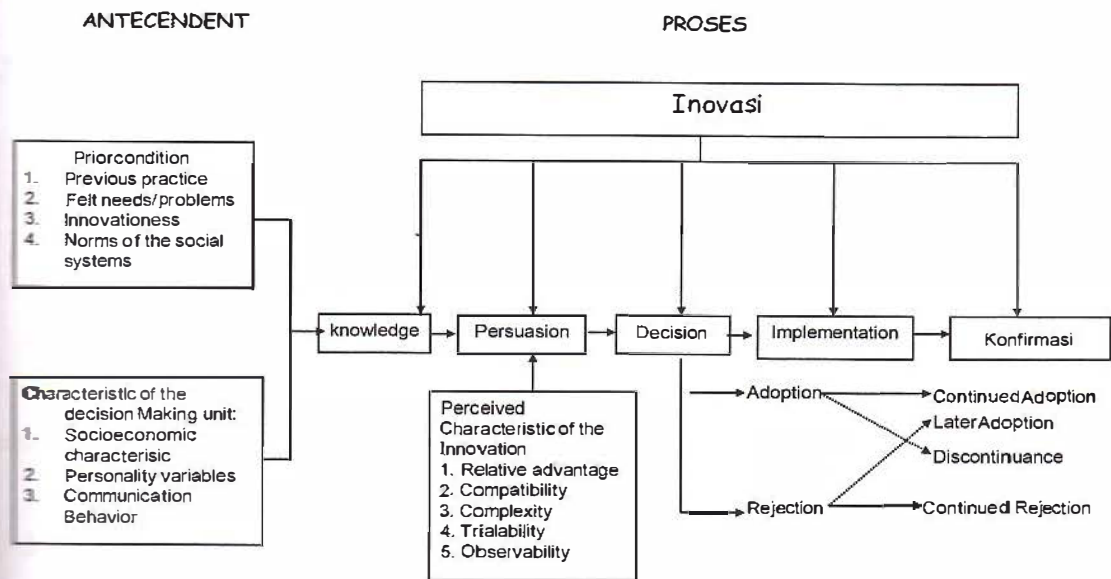 ANTECENDENT
PROSES
Inovasi
Priorcondition
1. Previous practice
2. Felt needs/problems
3. Innovationess
4. Norms of the social
systems
knowledge
Persuasion
Decision
Implementation
Konfirmasi
Characteristic of the
decision Making unit:
1. Socioeconomic
characterisic
2. Personality variables
3. Communication
Behavior
Perceived
Characteristic of the
Innovation
1. Relative advantage
2. Compatibility
3. Complexity
4. Trialability
5. Observability
Adoption
Continued Adoption
Later Adoption
Discontinuance
Rejection
Continued Rejection